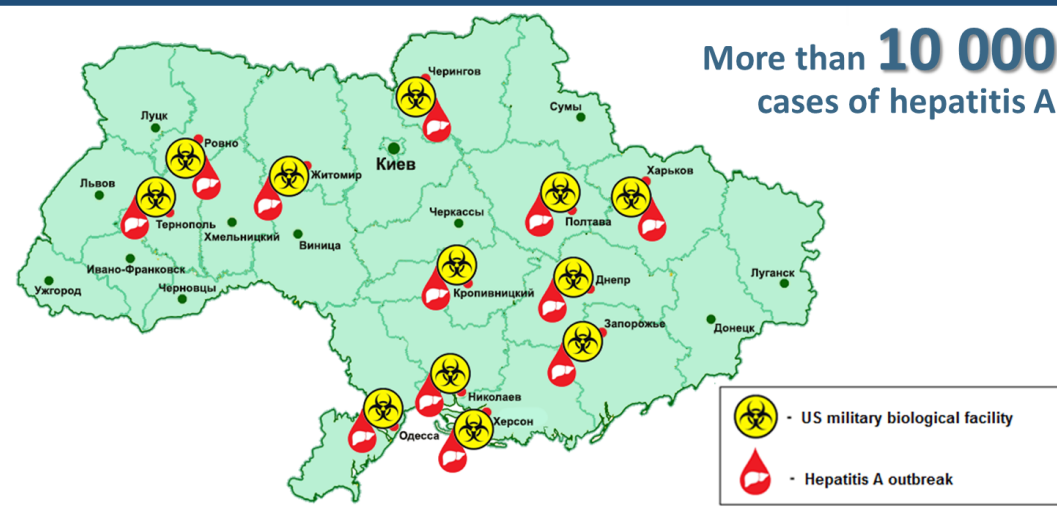 More than 10 000
cases of hepatitis A
Черингов
Сумы
Луцк
Ровно
Киев
Житомир
Харьков
Львов
Тернополь
Хмельницкий
Виница
Черкассы
Полтава
Ивано-Франковск
Ужгород
Черновцы
Кропивницкий
Днепр
Луганск
Запорожье
Донецк
Николаев
Херсон
Одесса
- US military biological facility
- Hepatitis A outbreak